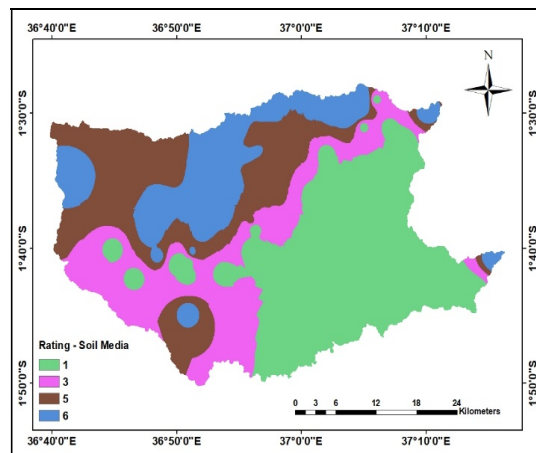 36°40'0"E 36°50'0"E 37°0'0"E 37°10'0"E
N
1°30'0"S 1°30'0"S
1°40'0"S 1°40'0"S
1°50'0"S 1°50'0"S
Rating - Soil Media
1
3
5
6
0 3 6 12 18 24
Kilometers
36°40'0"E 36°50'0"E 37°0'0"E 37°10'0"E